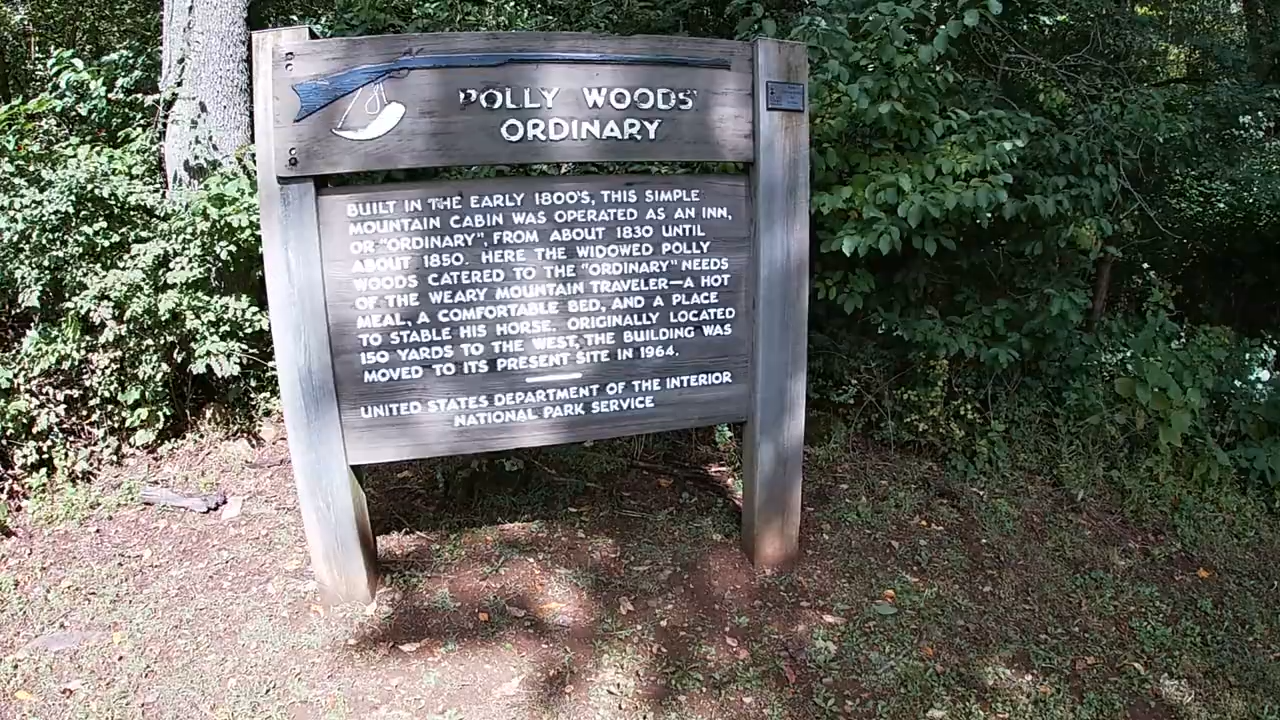 POLLY WOODS'
ORDINARY
BUILT IN THE EARLY 1800'S, THIS SIMPLE
MOUNTAIN CABIN WAS OPERATED AS AN INN,
OR "ORDINARY", FROM ABOUT 1830 UNTIL
ABOUT 1850. HERE THE WIDOWED POLLY
WOODS CATERED TO THE "ORDINARY" NEEDS
OF THE WEARY MOUNTAIN TRAVELER—A HOT
MEAL, A COMFORTABLE BED, AND A PLACE
TO STABLE HIS HORSE. ORIGINALLY LOCATED
150 YARDS TO THE WEST, THE BUILDING WAS
MOVED TO ITS PRESENT SITE IN 1964.
UNITED STATES DEPARTMENT OF THE INTERIOR
NATIONAL PARK SERVICE